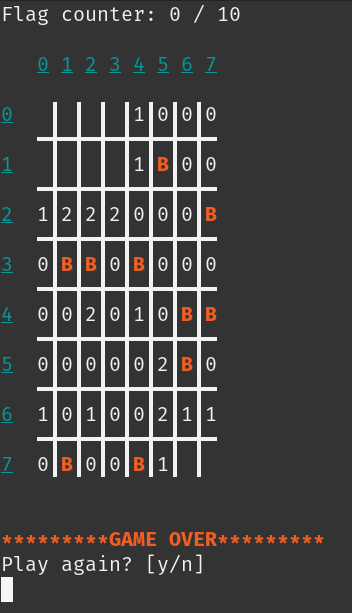 Flag counter: 0 / 10
0 1 2 3 4 5 6 7
0 1 0 0 0
1 1 B 0 0
2 1 2 2 2 0 0 0 B
3 0 B B 0 B 0 0 0
4 0 0 2 0 1 0 B B
5 0 0 0 0 0 2 B 0
6 1 0 1 0 0 2 1 1
7 0 B 0 0 B 1
*********GAME OVER*********
Play again? [y/n]